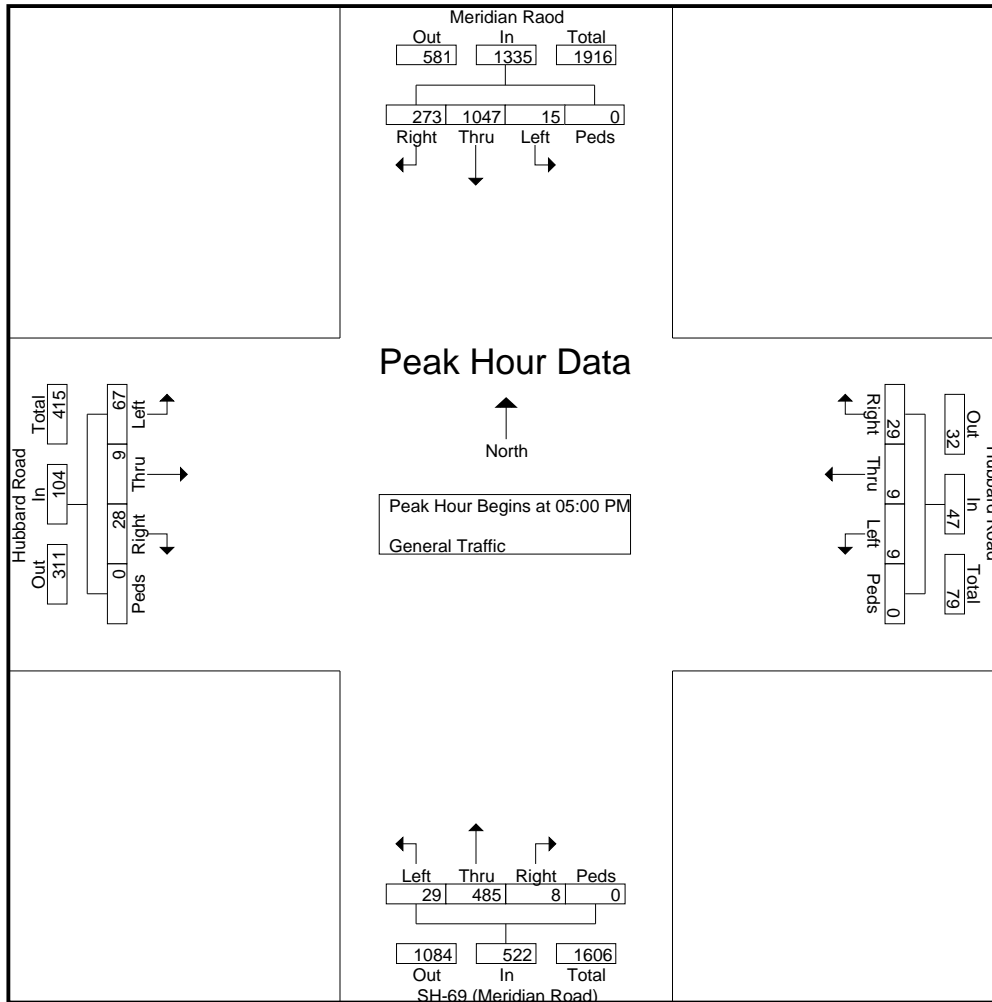 Meridian Raod
Out In Total
581 1335 1916
273 1047 15 0
Right Thru Left Peds
Peak Hour Data
North
Peak Hour Begins at 05:00 PM
General Traffic
Hubbard Road
Total In Out
415 104 311
67 9 28 0
Left Thru Right Peds
Right Thru Left Peds
29 9 9 0
Out In Total
32 47 79
Hubbard Road
Left Thru Right Peds
29 485 8 0
1084 522 1606
Out In Total
SH-69 (Meridian Road)